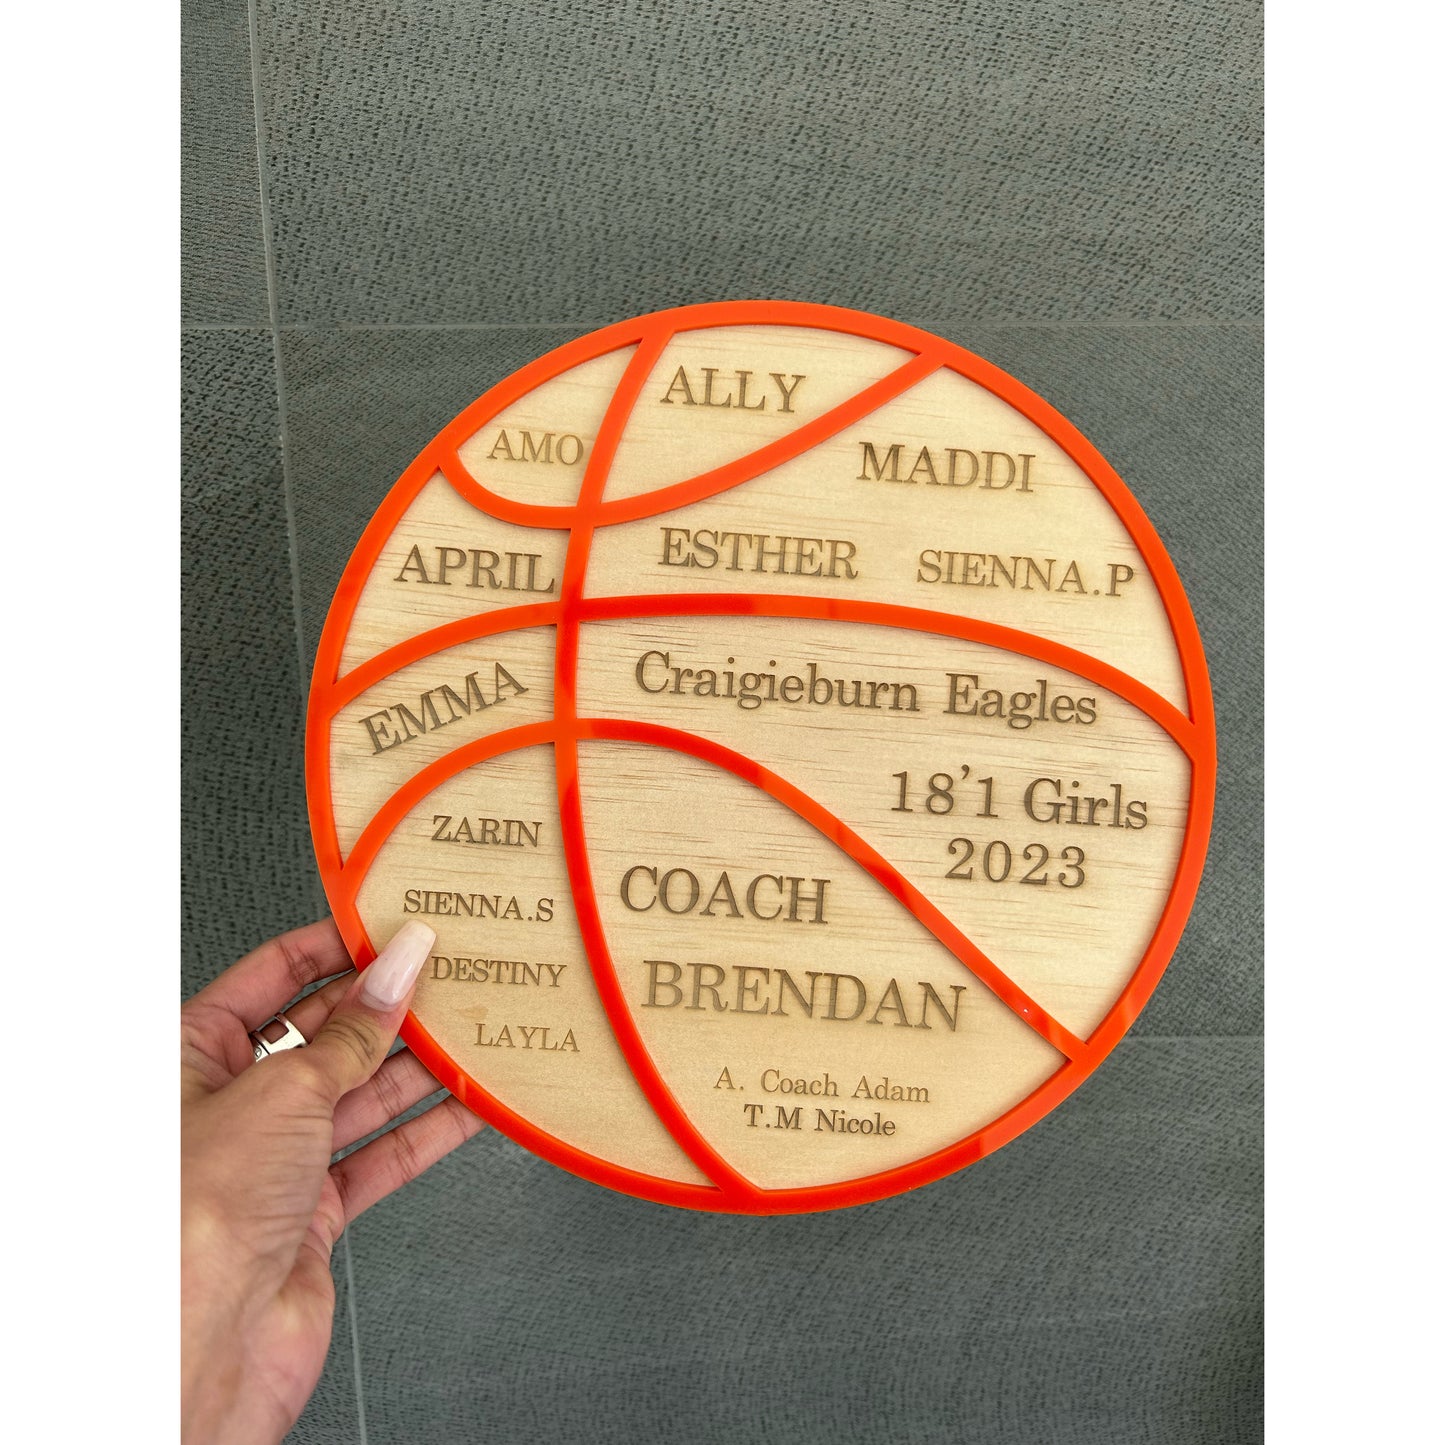 ALLY
AMO
MADDI
ESTHER
SIENNA.P
APRIL
EMMA
Craigieburn Eagles
18'1 Girls
2023
ZARIN
SIENNA.S
DESTINY
LAYLA
COACH
BRENDAN
A. Coach Adam
T.M Nicole